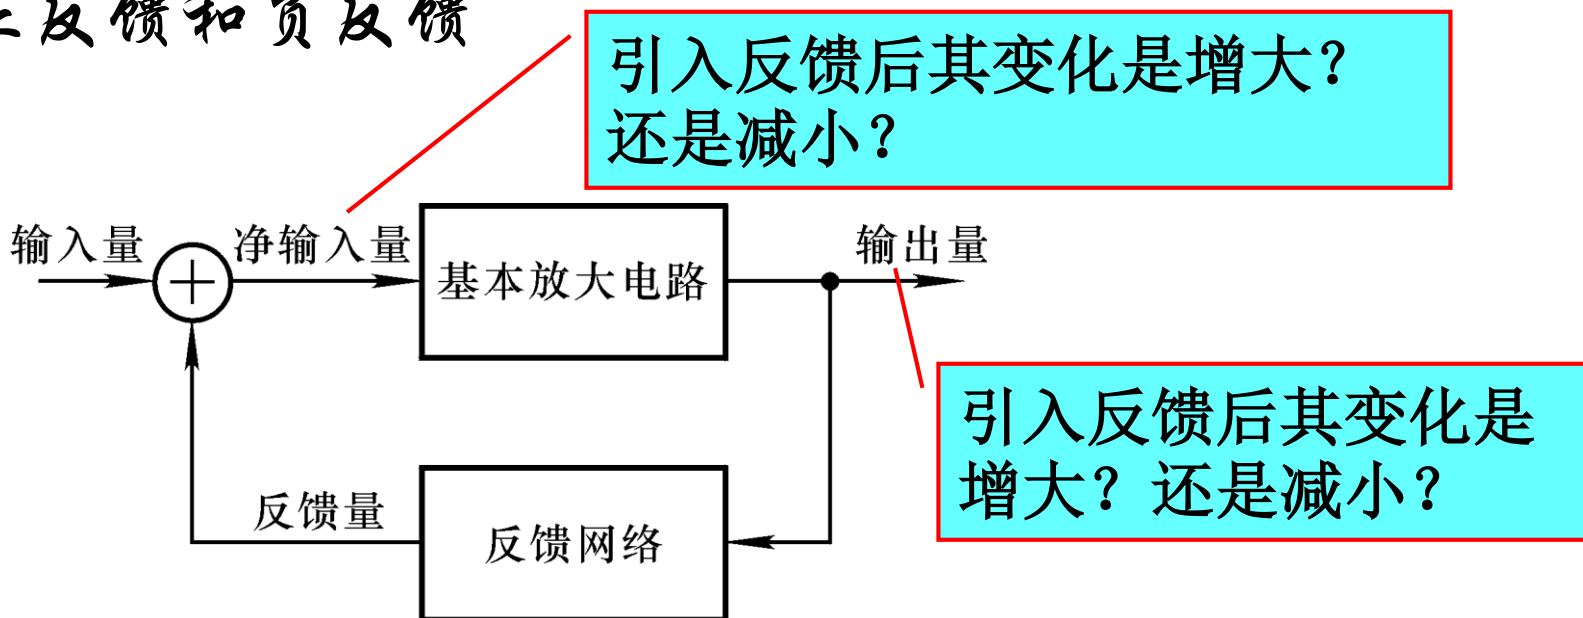 反馈和负反馈
引入反馈后其变化是增大？
还是减小？
输入量
净输入量
基本放大电路
输出量
引入反馈后其变化是
增大？还是减小？
反馈量
反馈网络